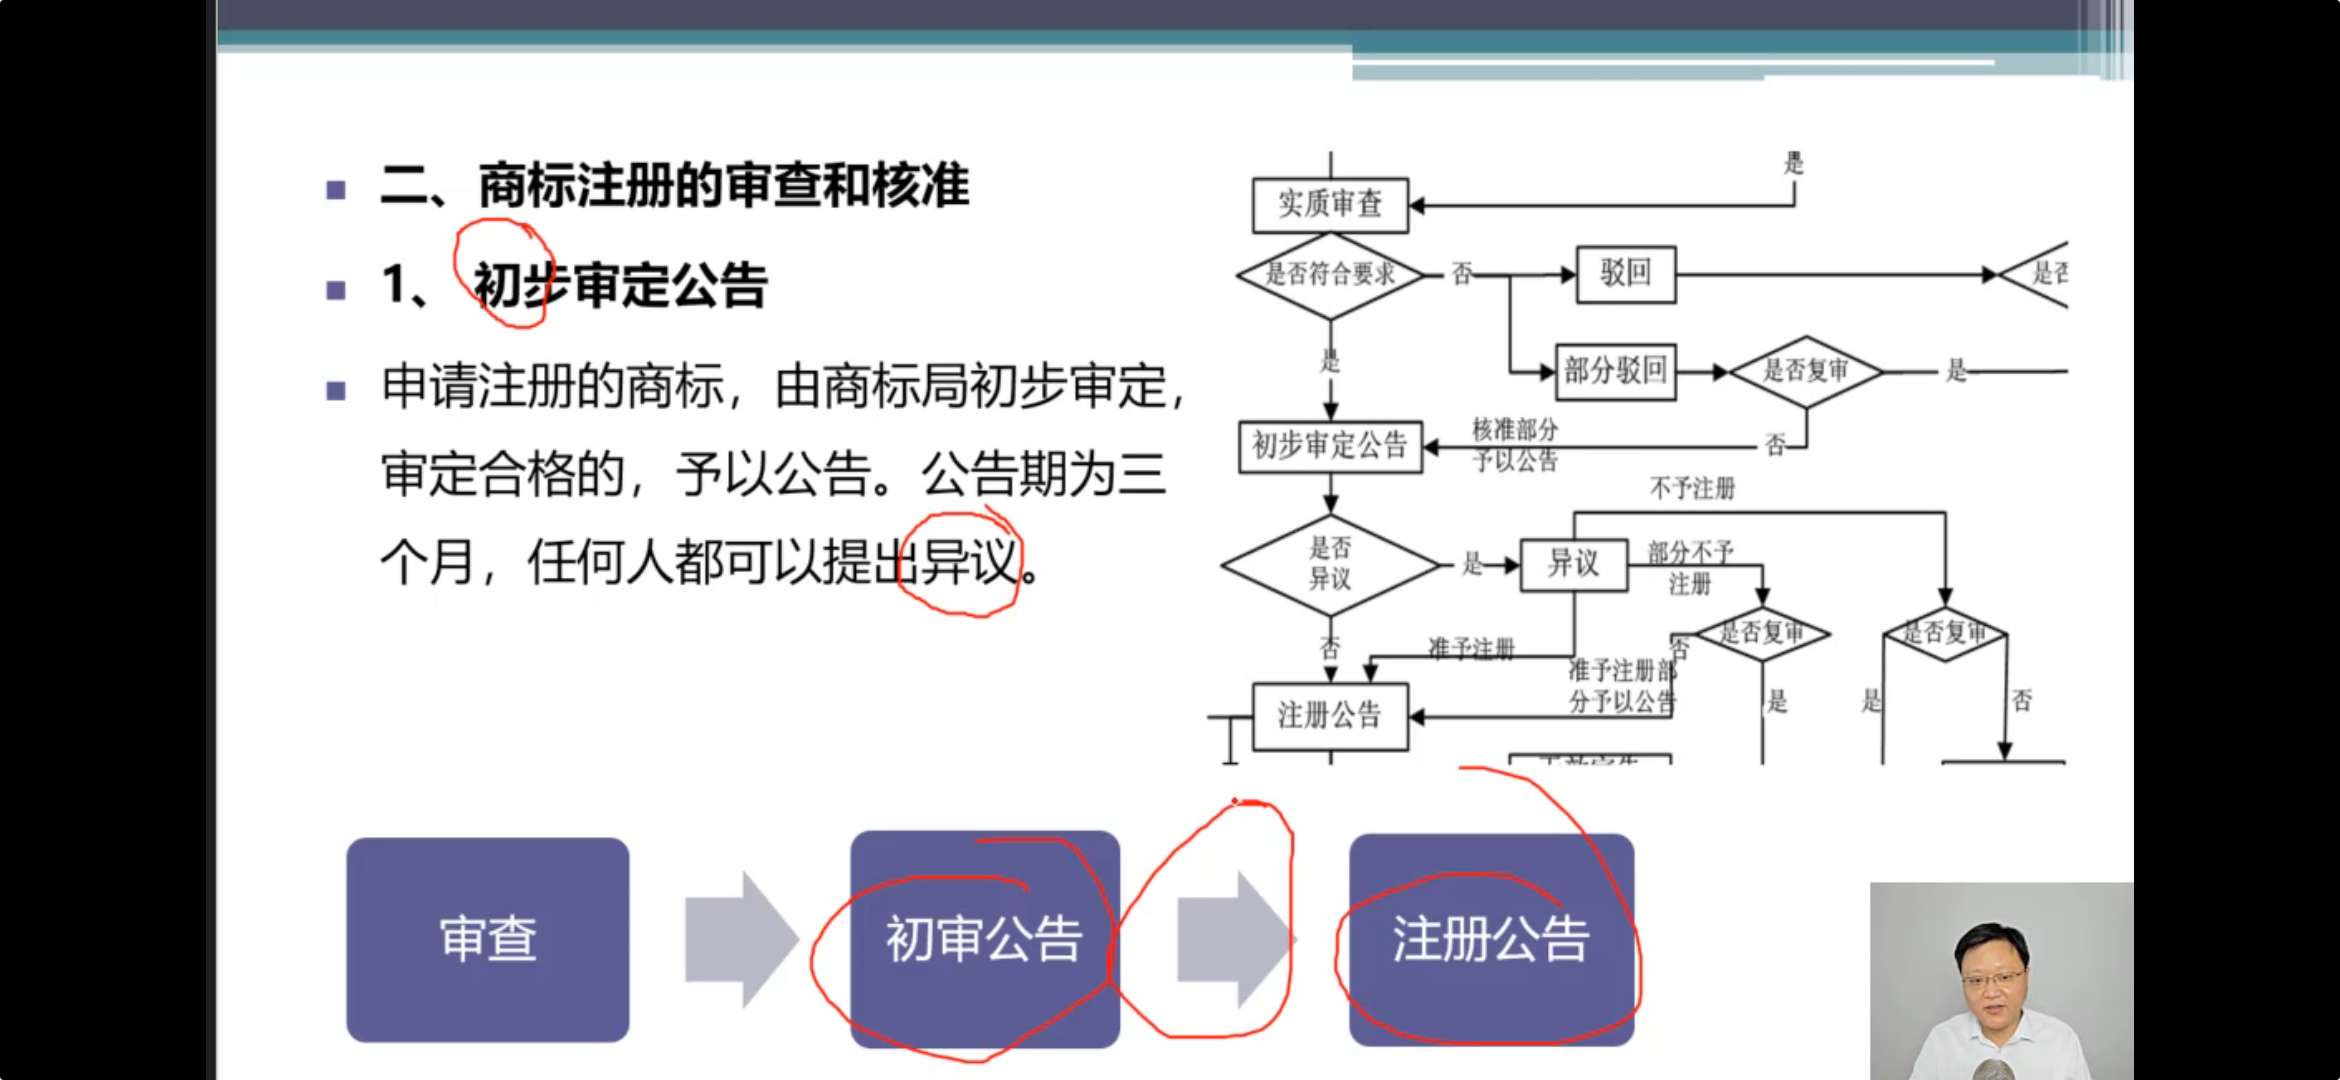 二、商标注册的审查和核准
1、 初步审定公告
申请注册的商标，由商标局初步审定，
审定合格的，予以公告。公告期为三
个月，任何人都可以提出异议。
是
实质审查
是否符合要求
否
驳回
是否
是
部分驳回
是否复审
是
初步审定公告
核准部分
予以公告
否
不予注册
是否
异议
是
异议
部分不予
注册
否
准予注册
否
是否复审
是否复审
准予注册部
分予以公告
是
是
否
注册公告
审查
初审公告
注册公告